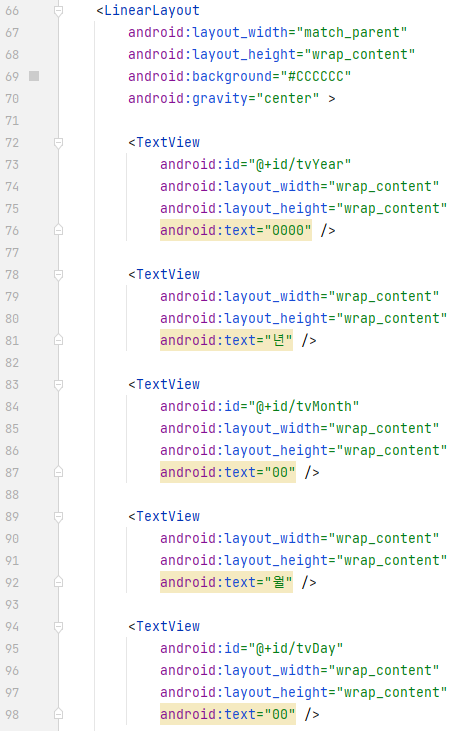 66 <LinearLayout
67 android:layout_width="match_parent"
68 android:layout_height="wrap_content"
69 android:background="#CCCCCC"
70 android:gravity="center" >
71
72 <TextView
73 android:id="@+id/tvYear"
74 android:layout_width="wrap_content"
75 android:layout_height="wrap_content"
76 android:text="0000" />
77
78 <TextView
79 android:layout_width="wrap_content"
80 android:layout_height="wrap_content"
81 android:text="년" />
82
83 <TextView
84 android:id="@+id/tvMonth"
85 android:layout_width="wrap_content"
86 android:layout_height="wrap_content"
87 android:text="00" />
88
89 <TextView
90 android:layout_width="wrap_content"
91 android:layout_height="wrap_content"
92 android:text="월" />
93
94 <TextView
95 android:id="@+id/tvDay"
96 android:layout_width="wrap_content"
97 android:layout_height="wrap_content"
98 android:text="00" />